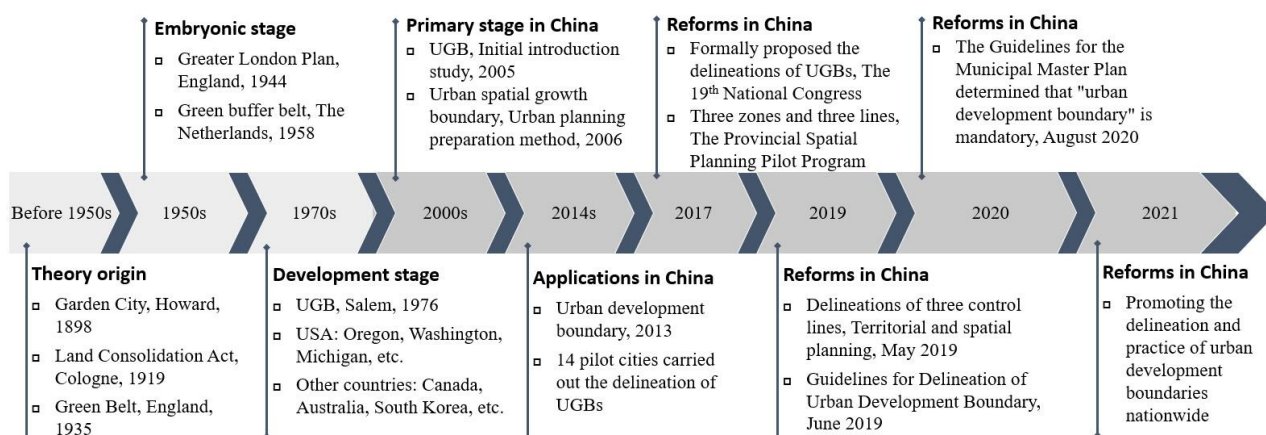 Embryonic stage
▫ Greater London Plan,
England, 1944
▫ Green buffer belt, The
Netherlands, 1958
Primary stage in China
▫ UGB, Initial introduction
study, 2005
▫ Urban spatial growth
boundary, Urban planning
preparation method, 2006
Reforms in China
▫ Formally proposed the
delineations of UGBs, The
19th National Congress
▫ Three zones and three lines,
The Provincial Spatial
Planning Pilot Program
Reforms in China
▫ The Guidelines for the
Municipal Master Plan
determined that "urban
development boundary" is
mandatory, August 2020
Before 1950s
1950s
1970s
2000s
2014s
2017
2019
2020
2021
Theory origin
▫ Garden City, Howard,
1898
▫ Land Consolidation Act,
Cologne, 1919
▫ Green Belt, England,
1935
Development stage
▫ UGB, Salem, 1976
▫ USA: Oregon, Washington,
Michigan, etc.
▫ Other countries: Canada,
Australia, South Korea, etc.
Applications in China
▫ Urban development
boundary, 2013
▫ 14 pilot cities carried
out the delineation of
UGBs
Reforms in China
▫ Delineations of three control
lines, Territorial and spatial
planning, May 2019
▫ Guidelines for Delineation of
Urban Development Boundary,
June 2019
Reforms in China
▫ Promoting the
delineation and
practice of urban
development
boundaries
nationwide